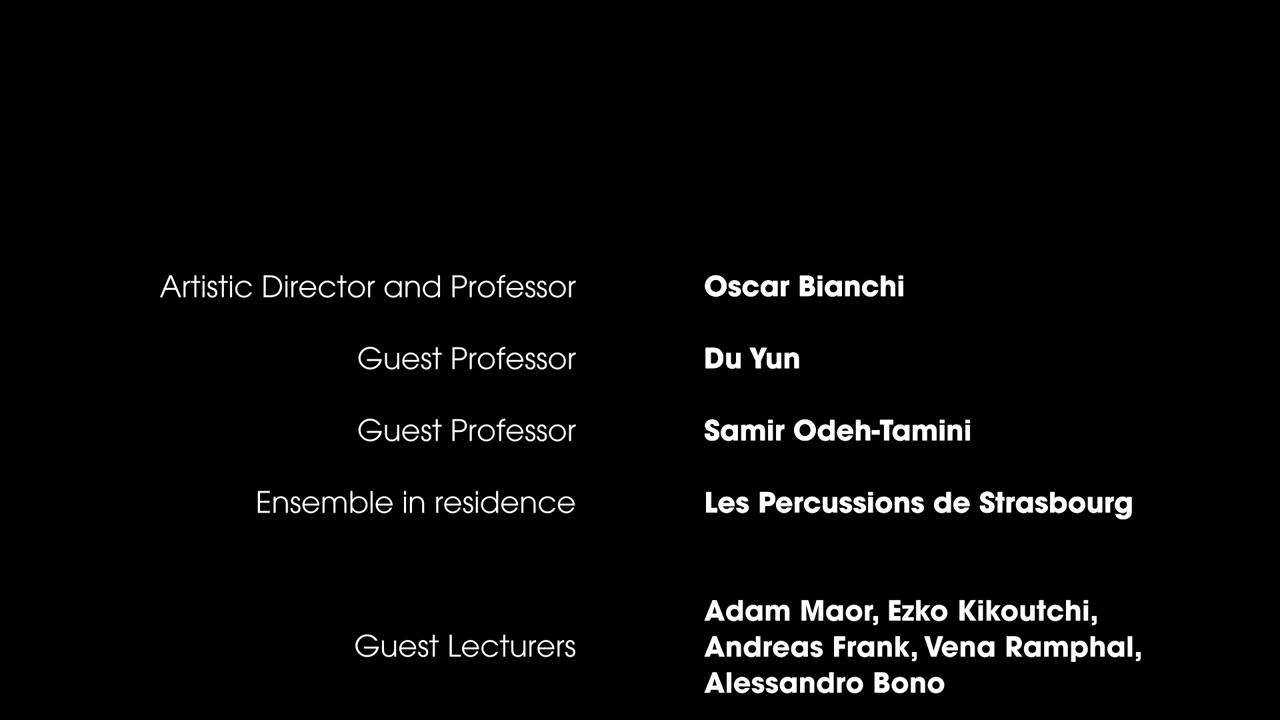 Artistic Director and Professor Oscar Bianchi
Guest Professor Du Yun
Guest Professor Samir Odeh-Tamini
Ensemble in residence Les Percussions de Strasbourg
Adam Maor, Ezko Kikoutchi,
Guest Lecturers Andreas Frank, Vena Ramphal,
Alessandro Bono